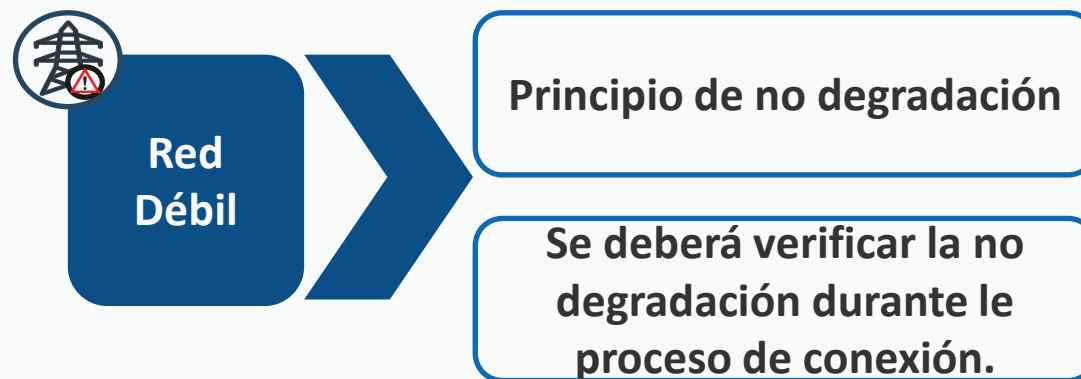 Red
Débil
Principio de no degradación
Se deberá verificar la no
degradación durante le
proceso de conexión.